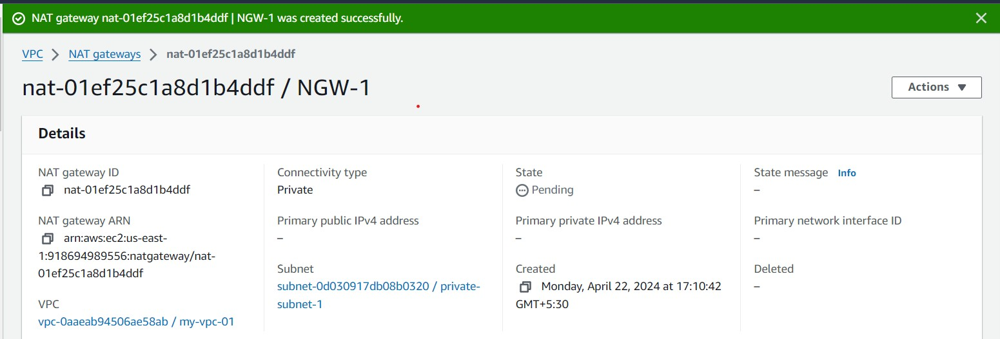 NAT gateway nat-01ef25c1a8d1b4ddf | NGW-1 was created successfully.
VPC
NAT gateways
nat-01ef25c1a8d1b4ddf
nat-01ef25c1a8d1b4ddf / NGW-1
Actions
Details
NAT gateway ID
nat-01ef25c1a8d1b4ddf
Connectivity type
Private
State
Pending
State message Info
–
NAT gateway ARN
arn:aws:ec2:us-east-
1:918694989556:natgateway/nat-
01ef25c1a8d1b4ddf
Primary public IPv4 address
–
Primary private IPv4 address
–
Primary network interface ID
–
VPC
vpc-0aaeab94506ae58ab / my-vpc-01
Subnet
subnet-0d030917db08b0320 / private-
subnet-1
Created
Monday, April 22, 2024 at 17:10:42
GMT+5:30
Deleted
–